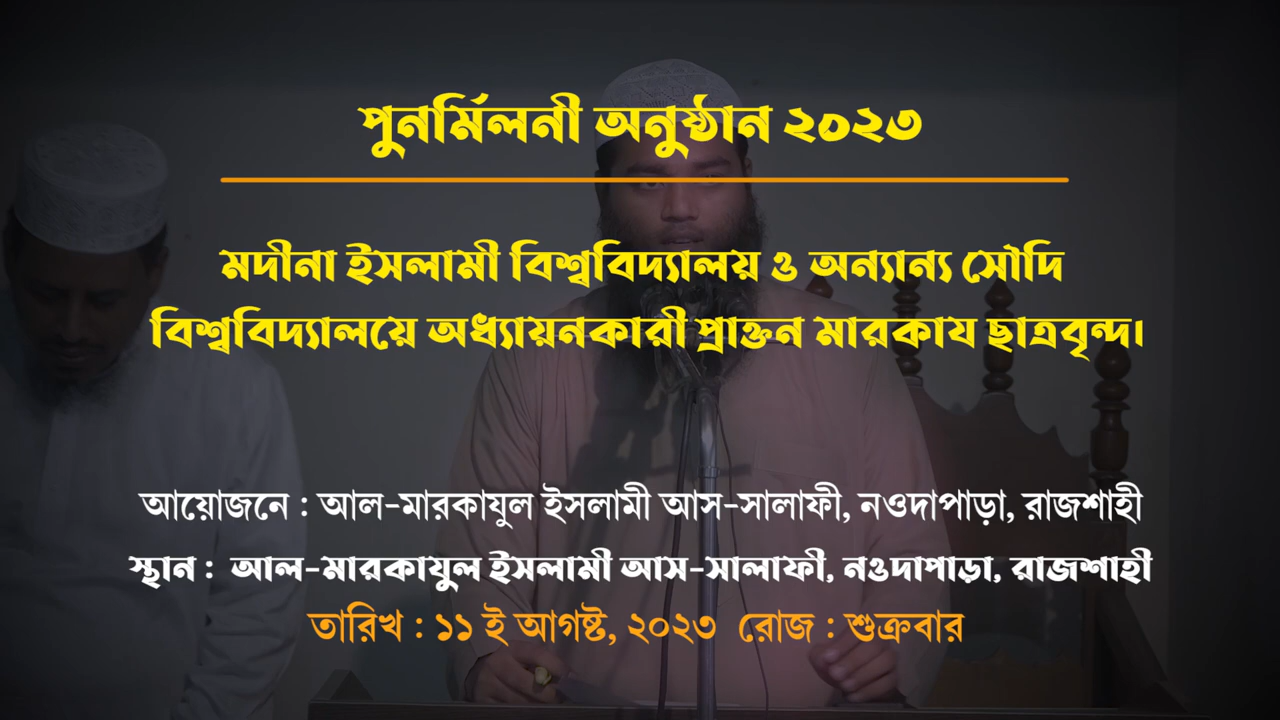 পুনর্মিলনী অনুষ্ঠান ২০২৩
মদীনা ইসলামী বিশ্ববিদ্যালয় ও অন্যান্য সৌদি
বিশ্ববিদ্যালয়ে অধ্যায়নকারী প্রাক্তন মারকায ছাত্রবৃন্দ।
আয়োজনে : আল-মারকাযুল ইসলামী আস-সালাফী, নওদাপাড়া, রাজশাহী
স্থান : আল-মারকাযুল ইসলামী আস-সালাফী, নওদাপাড়া, রাজশাহী
তারিখ : ১১ ই আগষ্ট, ২০২৩ রোজ : শুক্রবার